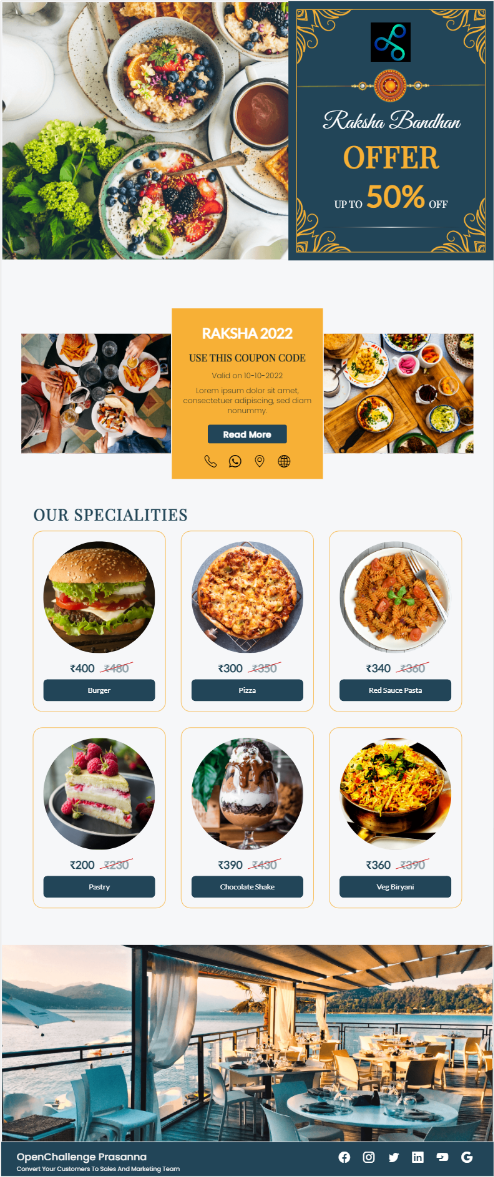 Raksha Bandhan
OFFER
UP TO 50% OFF
RAKSHA 2022
USE THIS COUPON CODE
Valid on 10-10-2022
Lorem ipsum dolor sit amet,
consectetuer adipiscing, sed diam
nonummy.
Read More
OUR SPECIALITIES
₹400 ₹480
₹300 ₹350
₹340 ₹360
Burger
Pizza
Red Sauce Pasta
₹200 ₹230
₹390 ₹430
₹360 ₹390
Pastry
Chocolate Shake
Veg Biryani
OpenChallenge Prasanna
Convert Your Customers To Sales And Marketing Team